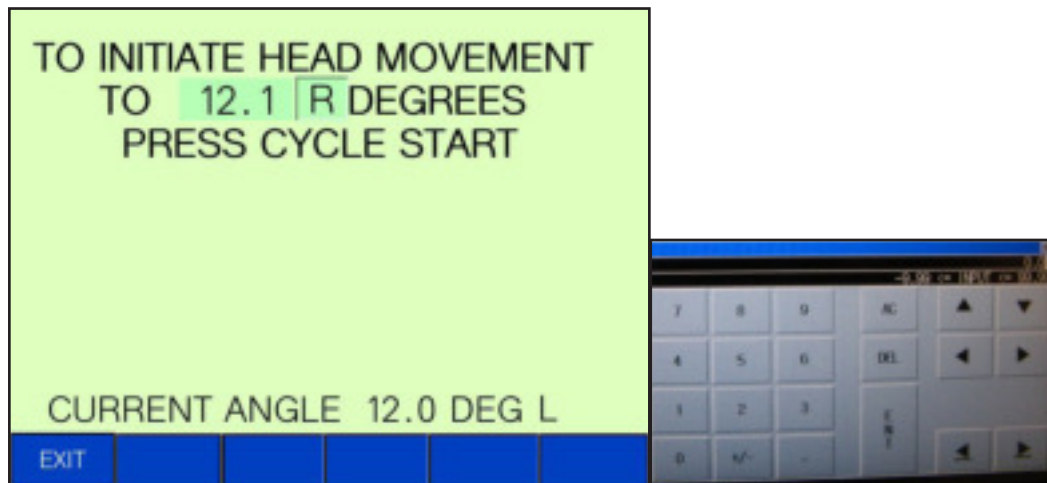 TO INITIATE HEAD MOVEMENT
TO 12.1 R DEGREES
PRESS CYCLE START
CURRENT ANGLE 12.0 DEG L
EXIT
7 8 9 AC
4 5 6 DEL
1 2 3 ENT
0 +/-